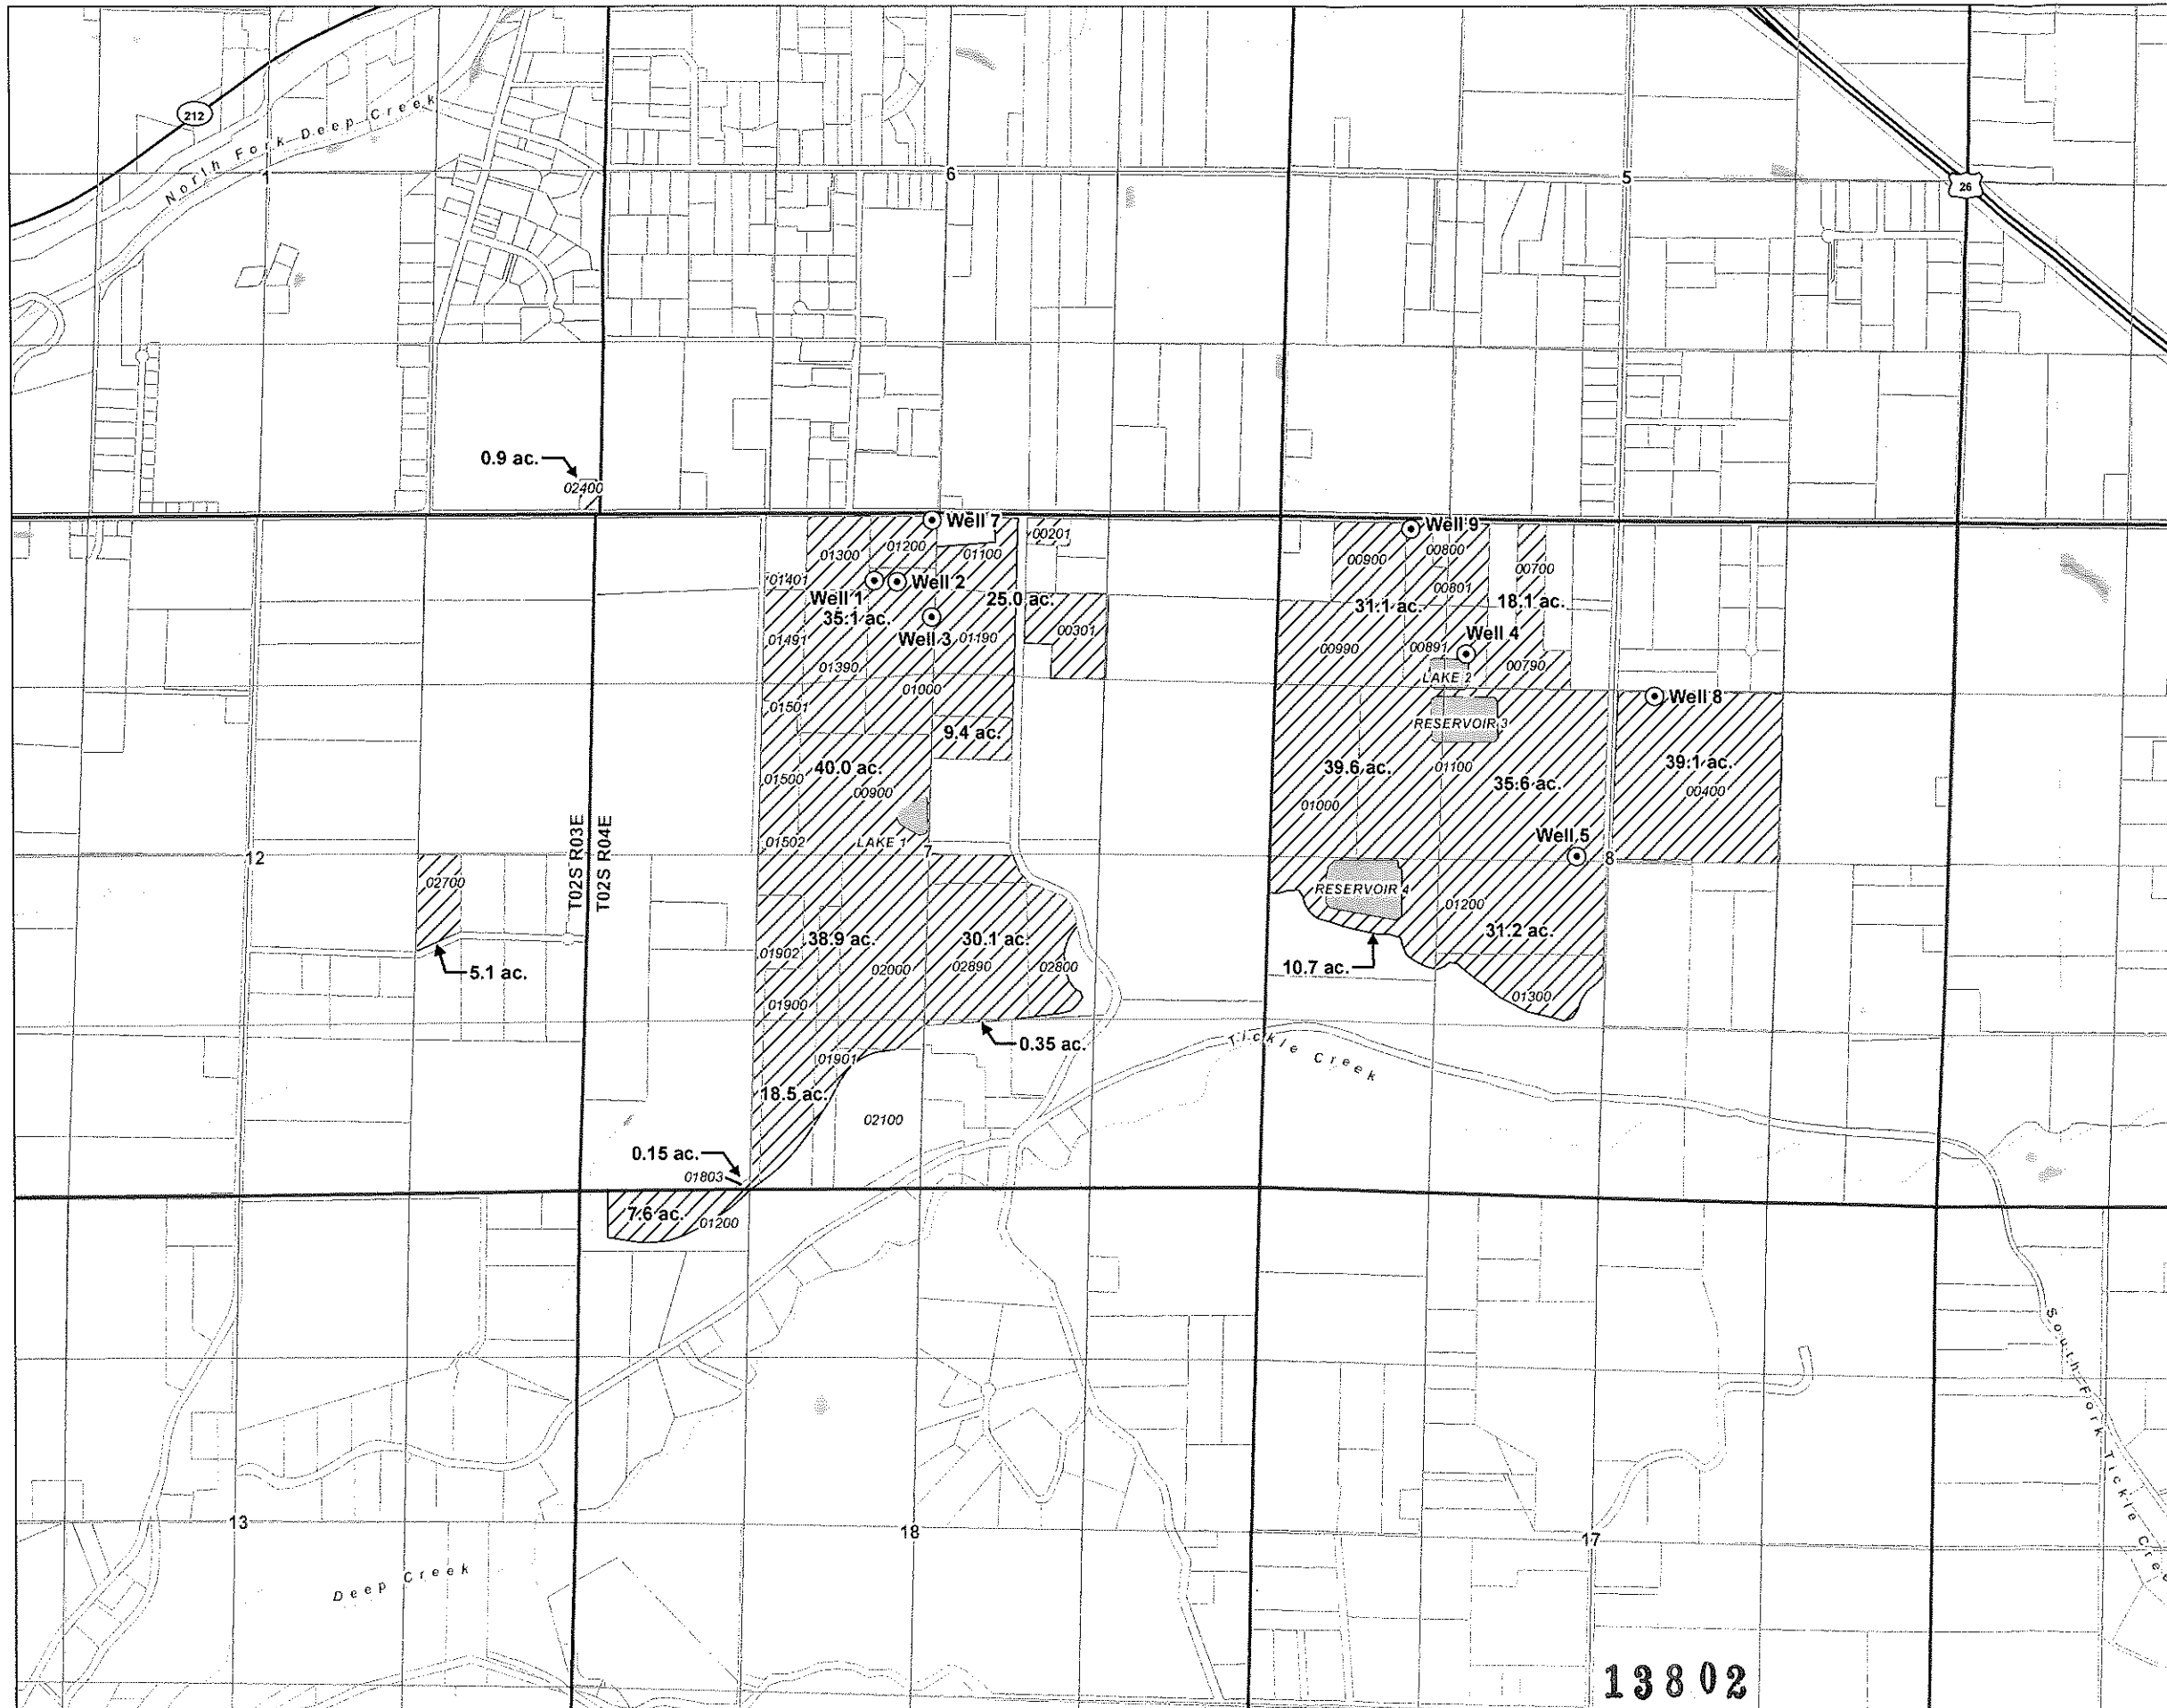 212
North Fork Deep Creek
1
6
5
26
0.9 ac.
02400
Well 7
Well 9
01300
01200
01100
00201
00900
00800
00700
01401
Well 1
Well 2
35.1 ac.
25.0 ac.
00801
31.1 ac.
18.1 ac.
Well 3
01190
00301
01491
01390
00990
00891
Well 4
00790
LAKE 2
01000
01501
9.4 ac.
RESERVOIR 3
Well 8
40.0 ac.
01500
00900
39.6 ac.
01100
35.6 ac.
39.1 ac.
00400
01000
LAKE 1
01502
7
Well 5
8
12
T02S R03E
T02S R04E
02700
RESERVOIR 4
01200
5.1 ac.
38.9 ac.
30.1 ac.
31.2 ac.
01902
02000
02890
02800
10.7 ac.
01900
01300
0.35 ac.
01901
Tickle Creek
18.5 ac.
02100
0.15 ac.
01803
7.6 ac.
01200
South Fork Tickle Cree
13
18
17
Deep Creek
13802